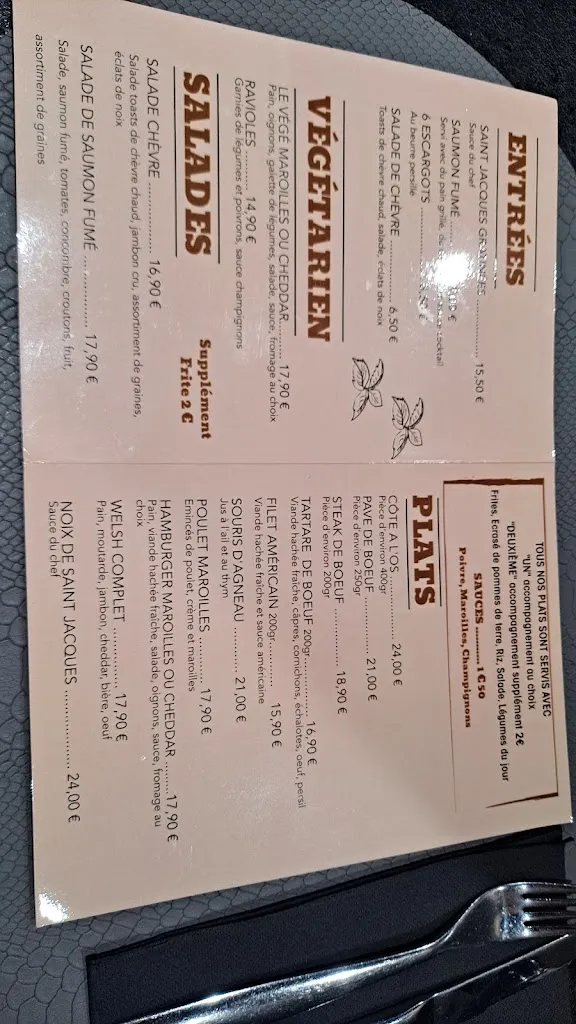 ENTRÉES
SAINT JACQUES ............ 15,50 €
Sauce du chef
SAUMON FUMÉ €
Servi avec du pain grillé,
6 ESCARGOTS
Au beurre persillé
SALADE DE CHÈVRE ............ 6,50 €
Toasts de chèvre chaud, salade, éclats de noix
VÉGÉTARIEN
LE VÉGÉ MAROILLES OU CHEDDAR ......... 17,90 €
Pain, oignons, galette de légumes, salade, sauce, fromage au choix
RAVIOLES ............ 14,90 €
Garnies de légumes et poivrons, sauce champignons
SALADES
Supplément
Frite 2 €
SALADE CHÈVRE ................. 16,90 €
Salade toasts de chèvre chaud, jambon cru, assortiment de graines,
éclats de noix
SALADE DE SAUMON FUMÉ ................ 17,90 €
Salade, saumon fumé, tomates, concombre, croutons, fruit,
assortiment de graines
TOUS NOS PLATS SONT SERVIS AVEC
"UN" accompagnement ou choix
"DEUXIÈME" accompagnement supplément 2€
Frites, Ecrasé de pommes de terre, Riz, Salade, Légumes du jour
SAUCES ......... 1€50
Poivre, Maroilles, Champignons
PLATS
CÔTE A L'OS ............ 24,00 €
Pièce d'environ 400gr
PAVE DE BOEUF ............ 21,00 €
Pièce d'environ 250gr
STEAK DE BOEUF ............ 18,90 €
Pièce d'environ 200gr
TARTARE DE BOEUF 200gr ............ 16,90 €
Viande hachée fraîche, câpres, cornichons, échalotes, oeuf, persil
FILET AMÉRICAIN 200gr ........ 15,90 €
Viande hachée fraîche et sauce américaine
SOURIS D'AGNEAU ............ 21,00 €
Jus à l'ail et au thym
POULET MAROILLES ............ 17,90 €
Emincés de poulet, crème et maroilles
HAMBURGER MAROILLES OU CHEDDAR .........17,90 €
Pain, viande hachée fraîche, salade, oignons, sauce, fromage au
choix
WELSH COMPLET ............ 17,90 €
Pain, moutarde, jambon, cheddar, bière, oeuf
NOIX DE SAINT JACQUES ................. 24,00 €
Sauce du chef